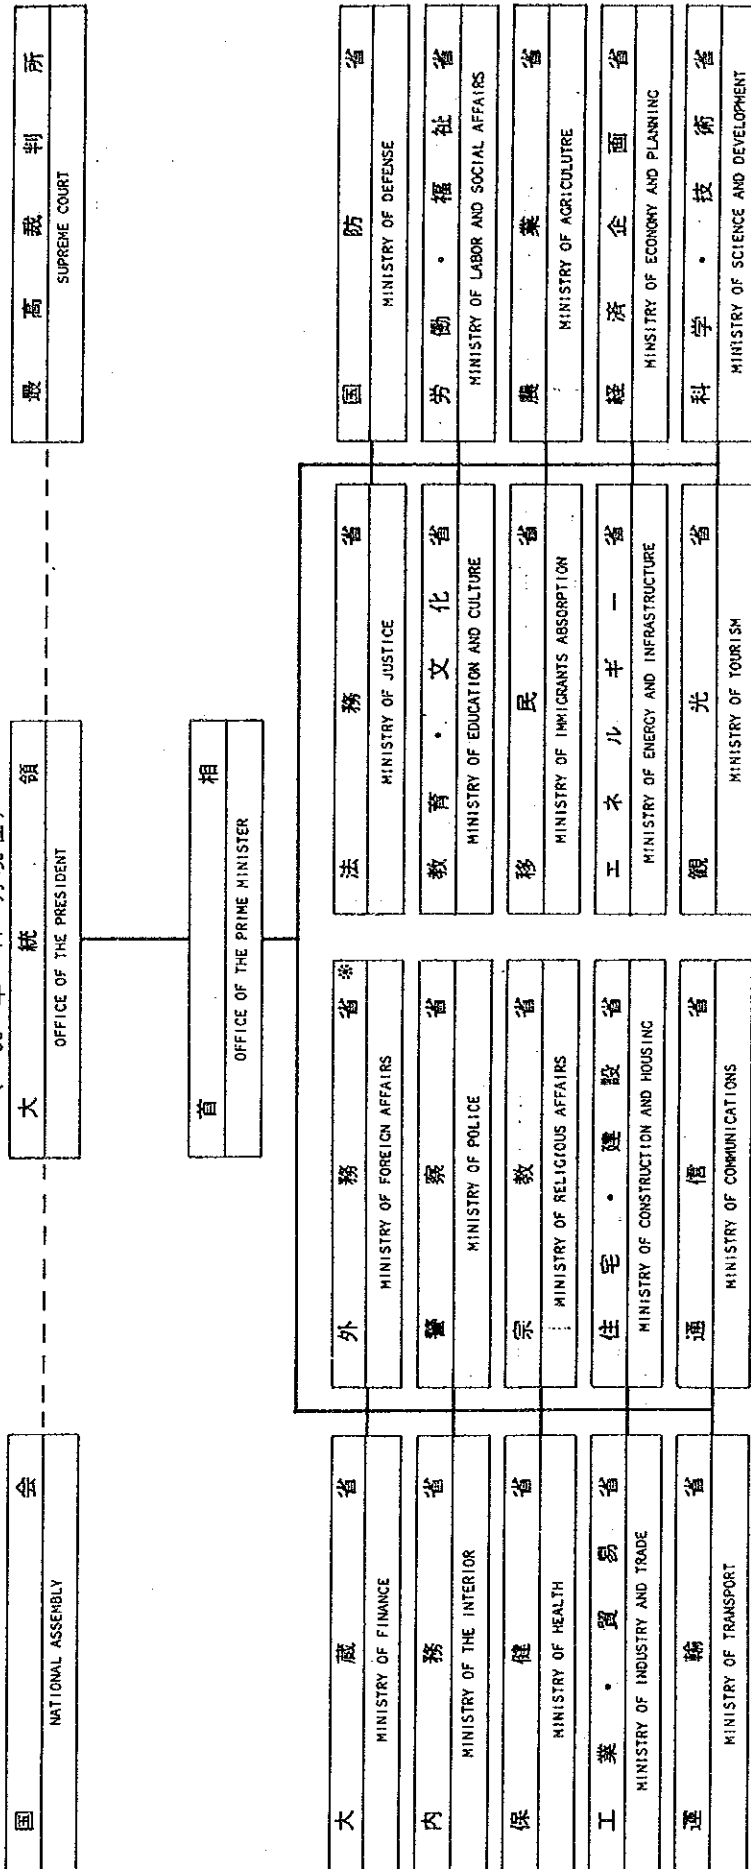 国会
NATIONAL ASSEMBLY
大統領
OFFICE OF THE PRESIDENT
最高裁判所
SUPREME COURT
首相
OFFICE OF THE PRIME MINISTER
大蔵省
MINISTRY OF FINANCE
外務省※
MINISTRY OF FOREIGN AFFAIRS
法務省
MINISTRY OF JUSTICE
国防省
MINISTRY OF DEFENSE
内務省
MINISTRY OF THE INTERIOR
警察省
MINISTRY OF POLICE
教育・文化省
MINISTRY OF EDUCATION AND CULTURE
労働・福祉省
MINISTRY OF LABOR AND SOCIAL AFFAIRS
保健省
MINISTRY OF HEALTH
宗教省
MINISTRY OF RELIGIOUS AFFAIRS
移民省
MINISTRY OF IMMIGRANTS ABSORPTION
農業省
MINISTRY OF AGRICULUTRE
工業・貿易省
MINISTRY OF INDUSTRY AND TRADE
住宅・建設省
MINISTRY OF CONSTRUCTION AND HOUSING
エネルギー省
MINISTRY OF ENERGY AND INFRASTRUCTURE
経済企画省
MINSITRY OF ECONOMY AND PLANNING
運輸省
MINISTRY OF TRANSPORT
通信省
MINISTRY OF COMMUNICATIONS
観光省
MINISTRY OF TOURISM
科学・技術省
MINISTRY OF SCIENCE AND DEVELOPMENT